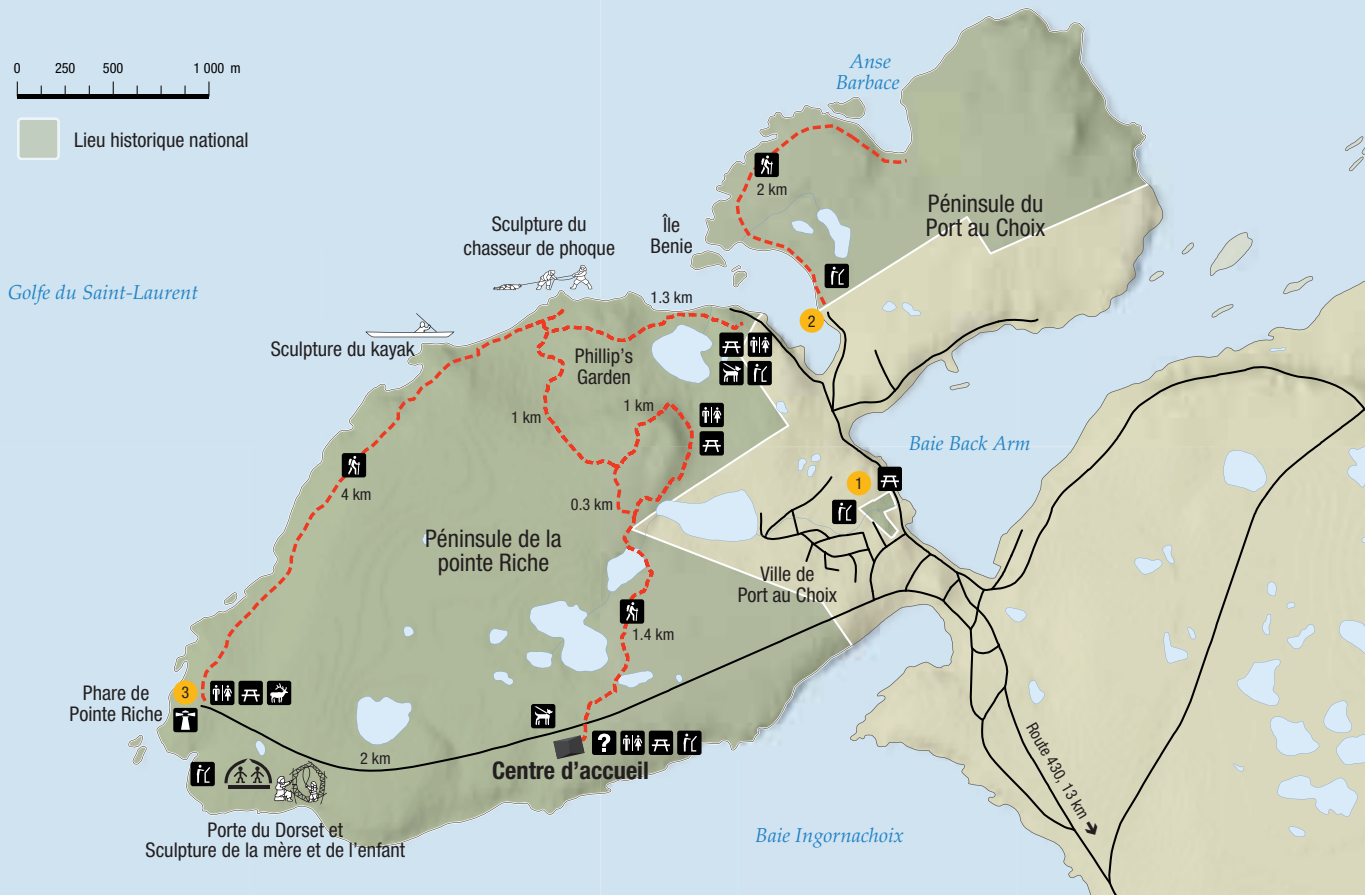 0 250 500 1 000 m
Lieu historique national
Anse
Barbace
2 km
Péninsule du
Port au Choix
Île
Benie
Sculpture du
chasseur de phoque
Golfe du Saint-Laurent
1.3 km
2
Sculpture du kayak
Phillip's
Garden
1 km
1 km
Baie Back Arm
4 km
1
0.3 km
Péninsule de la
pointe Riche
Ville de
Port au Choix
1.4 km
Phare de
Pointe Riche
3
2 km
?
Centre d'accueil
Route 430, 13 km
Porte du Dorset et
Sculpture de la mère et de l'enfant
Baie Ingornachoix